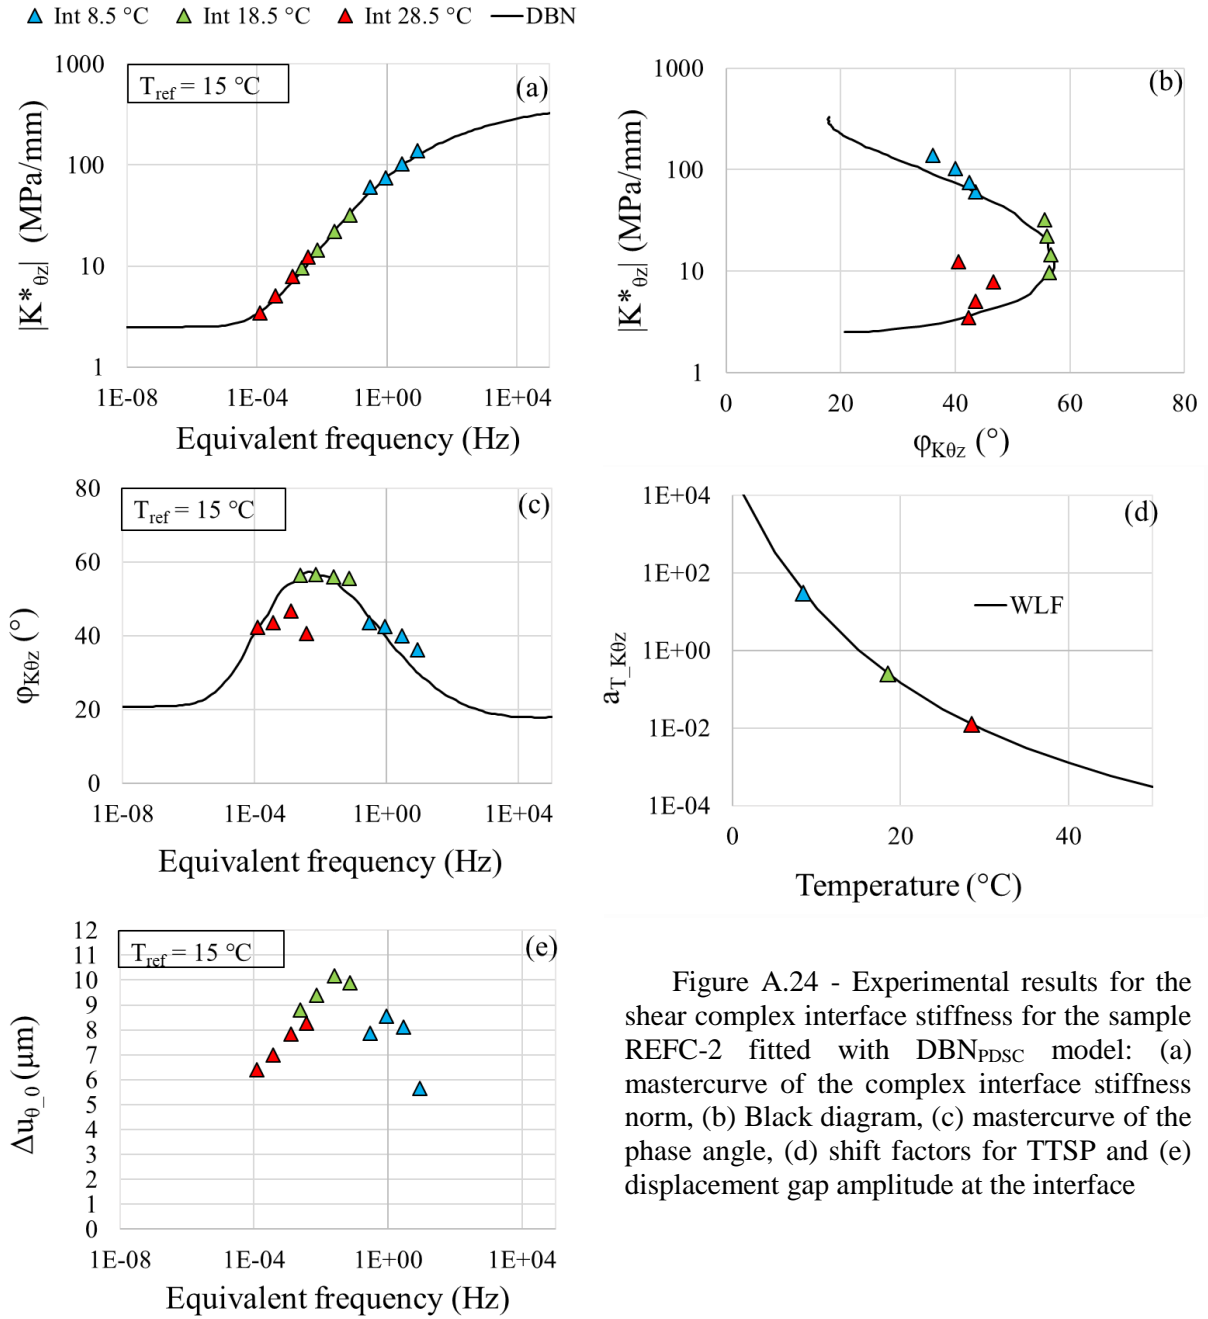 Int 8.5 °C Int 18.5 °C Int 28.5 °C DBN
1000
100
10
1
T_ref = 15 °C
(a)
|K*_θz| (MPa/mm)
1E-08 1E-04 1E+00 1E+04
Equivalent frequency (Hz)
1000
100
10
1
(b)
|K*_θz| (MPa/mm)
0 20 40 60 80
φ_Kθz (°)
80
60
40
20
0
T_ref = 15 °C
(c)
φ_Kθz (°)
1E-08 1E-04 1E+00 1E+04
Equivalent frequency (Hz)
1E+04
1E+02
1E+00
1E-02
1E-04
(d)
WLF
a_T_Kθz
0 20 40
Temperature (°C)
12
11
10
9
8
7
6
5
4
3
2
1
0
T_ref = 15 °C
(e)
Δu_θ_0 (μm)
1E-08 1E-04 1E+00 1E+04
Equivalent frequency (Hz)
Figure A.24 - Experimental results for the
shear complex interface stiffness for the sample
REFC-2 fitted with DBN_PDSC model: (a)
mastercurve of the complex interface stiffness
norm, (b) Black diagram, (c) mastercurve of the
phase angle, (d) shift factors for TTSP and (e)
displacement gap amplitude at the interface